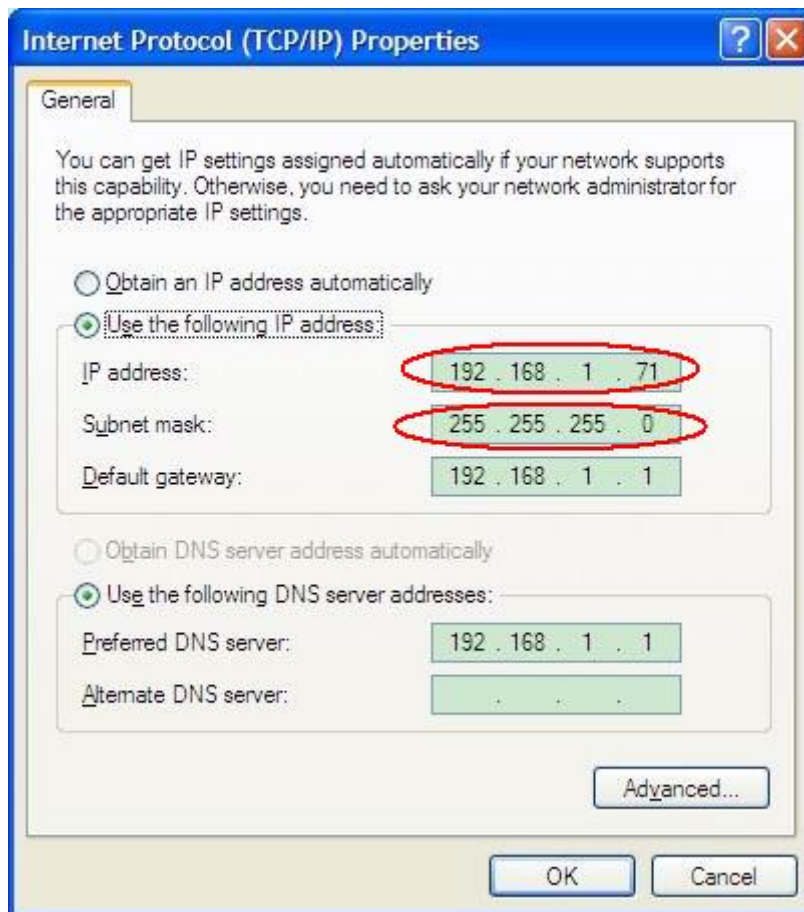 Internet Protocol (TCP/IP) Properties
General
You can get IP settings assigned automatically if your network supports
this capability. Otherwise, you need to ask your network administrator for
the appropriate IP settings.
Obtain an IP address automatically
Use the following IP address:
IP address: 192 . 168 . 1 . 71
Subnet mask: 255 . 255 . 255 . 0
Default gateway: 192 . 168 . 1 . 1
Obtain DNS server address automatically
Use the following DNS server addresses:
Preferred DNS server: 192 . 168 . 1 . 1
Alternate DNS server: . . .
Advanced...
OK Cancel